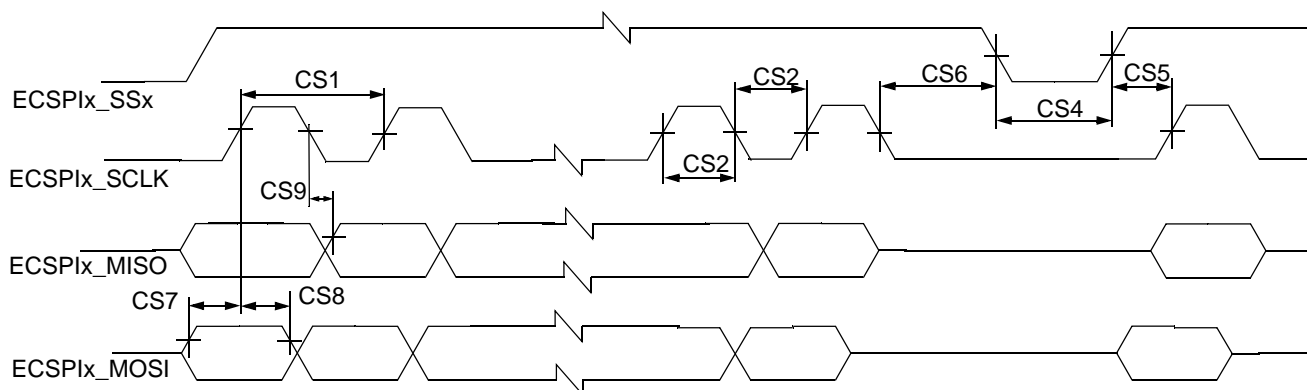 ECSPIx_SSx
CS1
CS2
CS6
CS5
CS4
ECSPIx_SCLK
CS2
CS9
ECSPIx_MISO
CS7
CS8
ECSPIx_MOSI